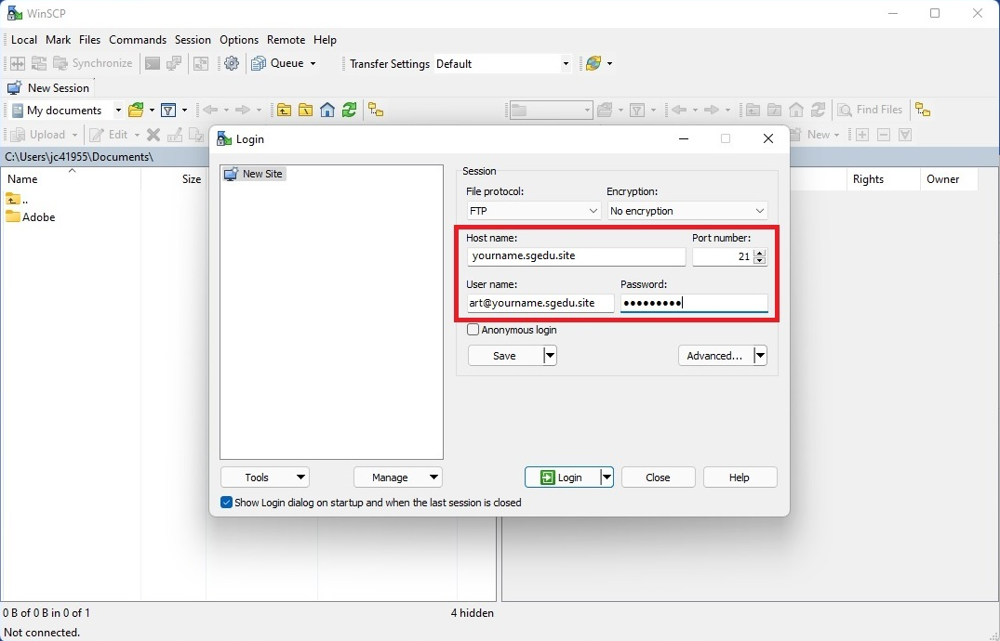 WinSCP
Local Mark Files Commands Session Options Remote Help
Synchronize Queue Transfer Settings Default
New Session
My documents Find Files
Upload Edit New
C:\Users\jc41955\Documents\
Name Size Rights Owner
..
Adobe
Login
New Site
Session
File protocol: Encryption:
FTP No encryption
Host name: Port number:
yourname.sgedu.site 21
User name: Password:
art@yourname.sgedu.site •••••••••
Anonymous login
Save Advanced...
Tools Manage Login Close Help
Show Login dialog on startup and when the last session is closed
0 B of 0 B in 0 of 1 4 hidden
Not connected.